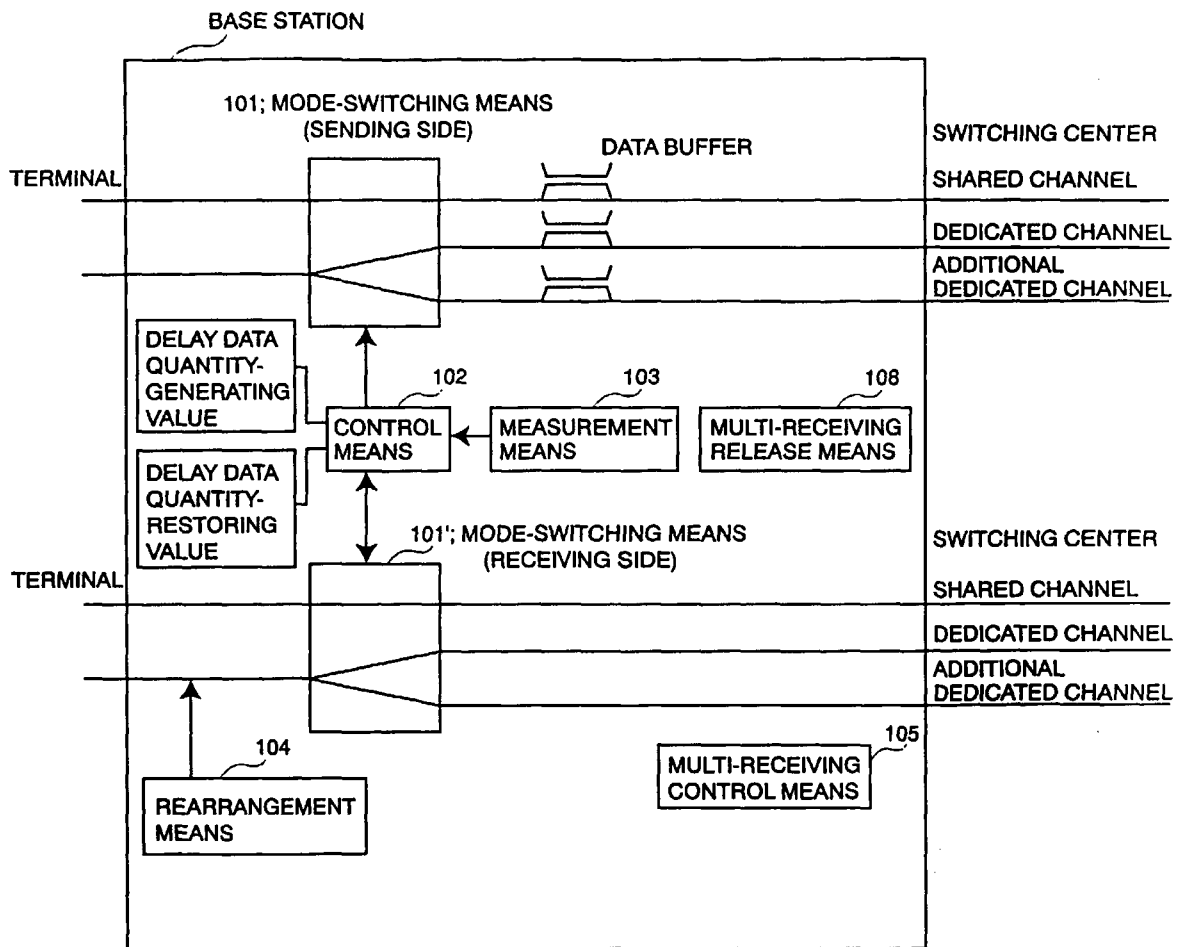 BASE STATION
101; MODE-SWITCHING MEANS
(SENDING SIDE)
SWITCHING CENTER
DATA BUFFER
TERMINAL
SHARED CHANNEL
DEDICATED CHANNEL
ADDITIONAL
DEDICATED CHANNEL
DELAY DATA
QUANTITY-
GENERATING
VALUE
102
103
108
CONTROL
MEANS
MEASUREMENT
MEANS
MULTI-RECEIVING
RELEASE MEANS
DELAY DATA
QUANTITY-
RESTORING
VALUE
101'; MODE-SWITCHING MEANS
(RECEIVING SIDE)
SWITCHING CENTER
TERMINAL
SHARED CHANNEL
DEDICATED CHANNEL
ADDITIONAL
DEDICATED CHANNEL
104
REARRANGEMENT
MEANS
105
MULTI-RECEIVING
CONTROL MEANS